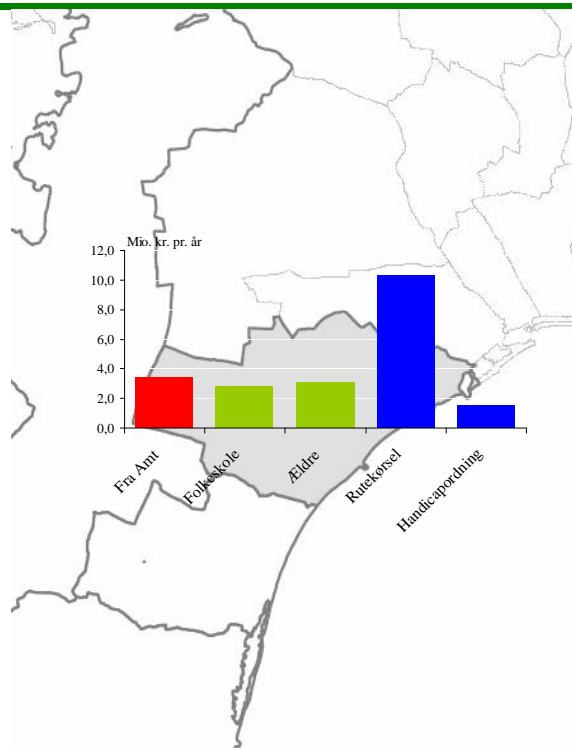 Mio. kr. pr. år
12,0
10,0
8,0
6,0
4,0
2,0
0,0
Fra Amt
Folkeskole
Ældre
Rutekørsel
Handicapordning